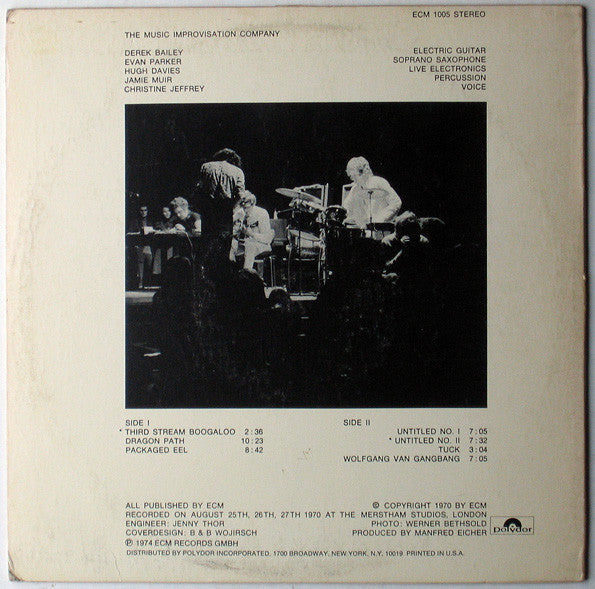 ECM 1005 STEREO
THE MUSIC IMPROVISATION COMPANY
DEREK BAILEY ELECTRIC GUITAR
EVAN PARKER SOPRANO SAXOPHONE
HUGH DAVIES LIVE ELECTRONICS
JAMIE MUIR PERCUSSION
CHRISTINE JEFFREY VOICE
SIDE I
* THIRD STREAM BOOGALOO 2:36
DRAGON PATH 10:23
PACKAGED EEL 8:42
SIDE II
UNTITLED NO. I 7:05
* UNTITLED NO. II 7:32
TUCK 3:04
WOLFGANG VAN GANGBANG 7:05
ALL PUBLISHED BY ECM © COPYRIGHT 1970 BY ECM
RECORDED ON AUGUST 25TH, 26TH, 27TH 1970 AT THE MERSTHAM STUDIOS, LONDON
ENGINEER: JENNY THOR PHOTO: WERNER BETHSOLD
COVERDESIGN: B & B WOJIRSCH PRODUCED BY MANFRED EICHER
℗ 1974 ECM RECORDS GMBH
Polydor
DISTRIBUTED BY POLYDOR INCORPORATED, 1700 BROADWAY, NEW YORK, N.Y. 10019. PRINTED IN U.S.A.